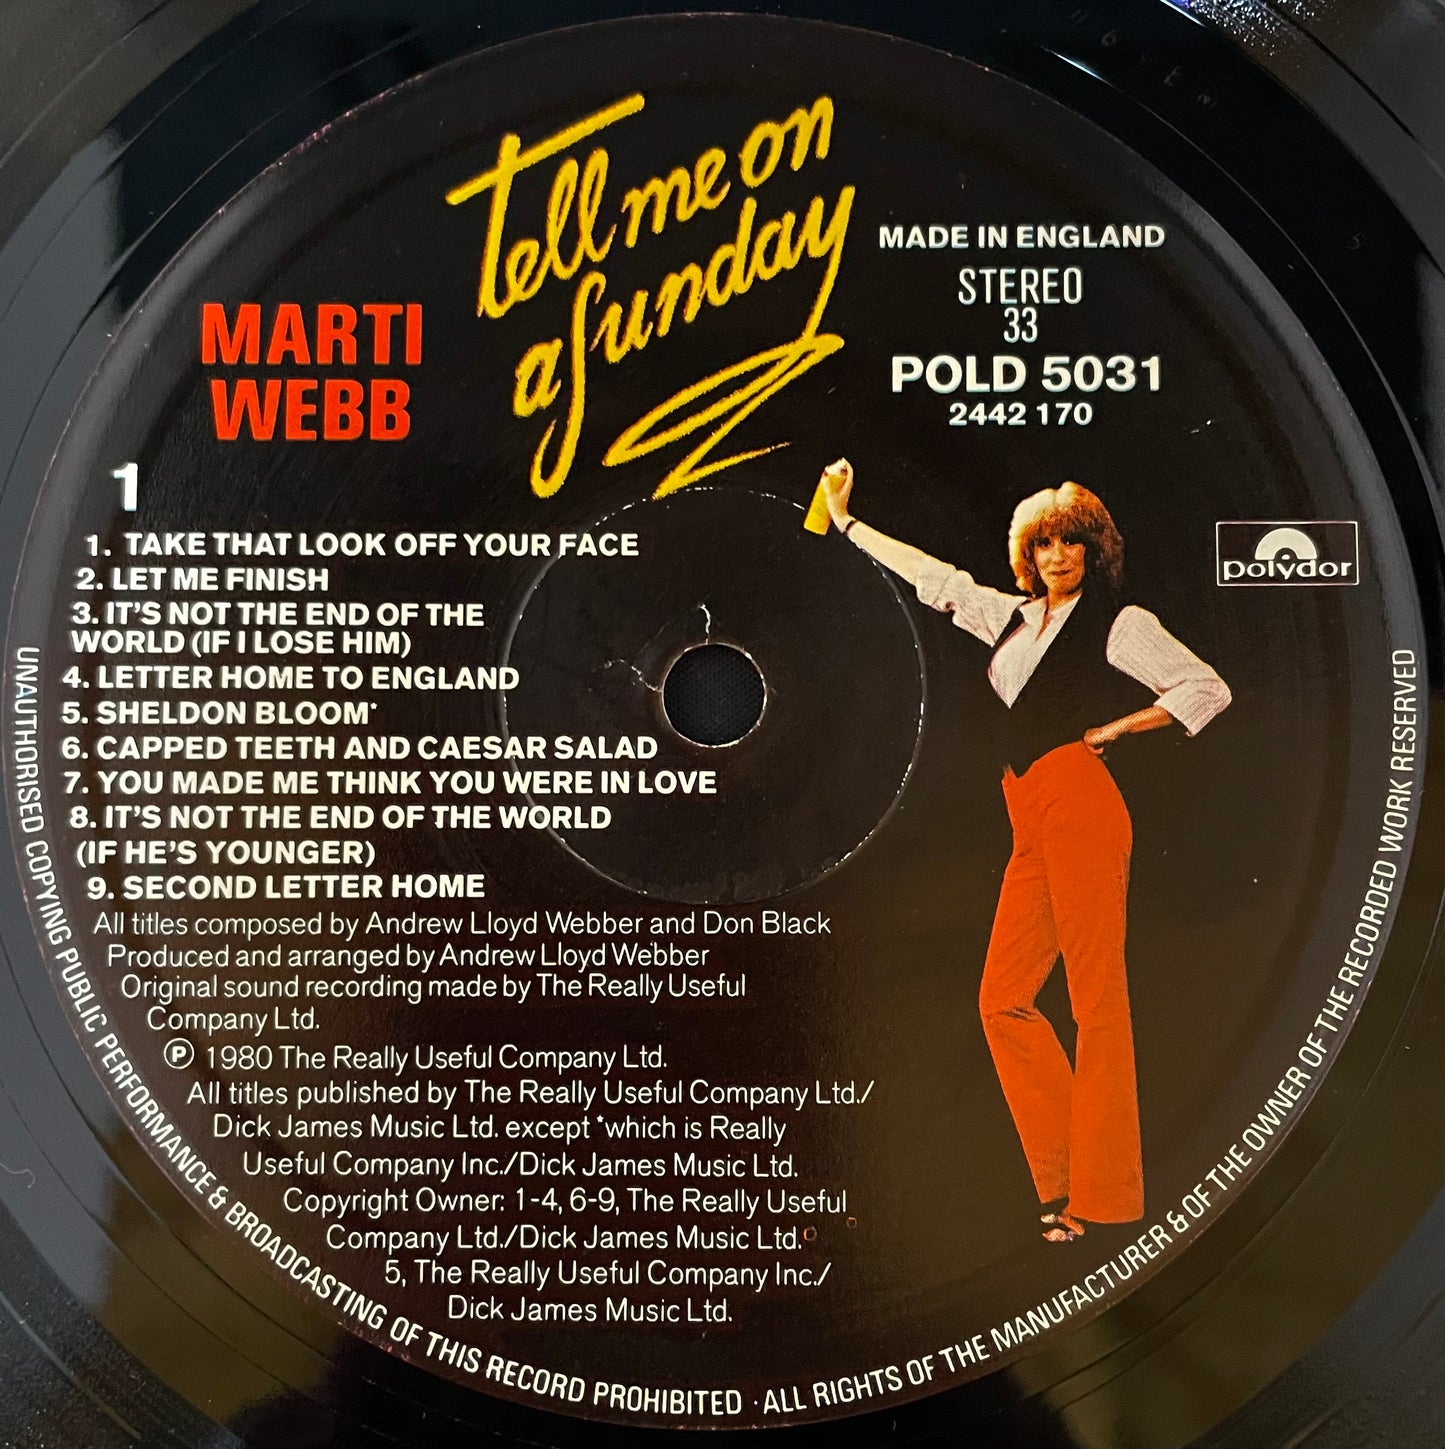 tell me on
a Sunday
MARTI
WEBB
MADE IN ENGLAND
STEREO
33
POLD 5031
2442 170
polydor
1
1. TAKE THAT LOOK OFF YOUR FACE
2. LET ME FINISH
3. IT'S NOT THE END OF THE
WORLD (IF I LOSE HIM)
4. LETTER HOME TO ENGLAND
5. SHELDON BLOOM*
6. CAPPED TEETH AND CAESAR SALAD
7. YOU MADE ME THINK YOU WERE IN LOVE
8. IT'S NOT THE END OF THE WORLD
(IF HE'S YOUNGER)
9. SECOND LETTER HOME
All titles composed by Andrew Lloyd Webber and Don Black
Produced and arranged by Andrew Lloyd Webber
Original sound recording made by The Really Useful
Company Ltd.
℗ 1980 The Really Useful Company Ltd.
All titles published by The Really Useful Company Ltd./
Dick James Music Ltd. except *which is Really
Useful Company Inc./Dick James Music Ltd.
Copyright Owner: 1-4, 6-9, The Really Useful
Company Ltd./Dick James Music Ltd.
5, The Really Useful Company Inc./
Dick James Music Ltd.
UNAUTHORISED COPYING PUBLIC PERFORMANCE & BROADCASTING OF THIS RECORD PROHIBITED · ALL RIGHTS OF THE MANUFACTURER & OF THE OWNER OF THE RECORDED WORK RESERVED